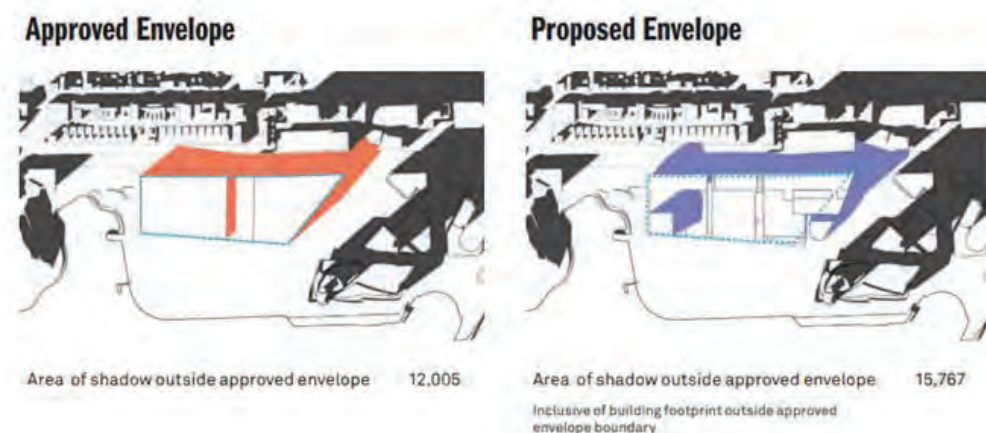 Approved Envelope
Proposed Envelope
Area of shadow outside approved envelope 12,005
Area of shadow outside approved envelope 15,767
Inclusive of building footprint outside approved
envelope boundary